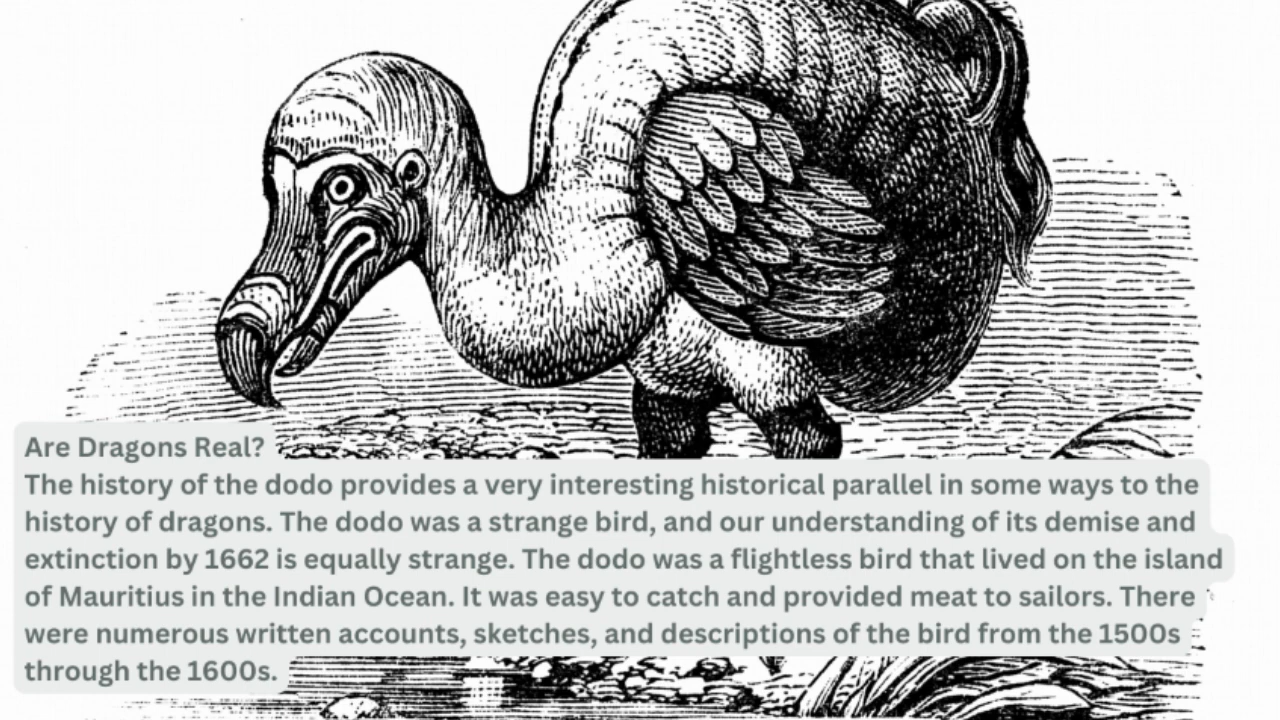 Are Dragons Real?
The history of the dodo provides a very interesting historical parallel in some ways to the
history of dragons. The dodo was a strange bird, and our understanding of its demise and
extinction by 1662 is equally strange. The dodo was a flightless bird that lived on the island
of Mauritius in the Indian Ocean. It was easy to catch and provided meat to sailors. There
were numerous written accounts, sketches, and descriptions of the bird from the 1500s
through the 1600s.